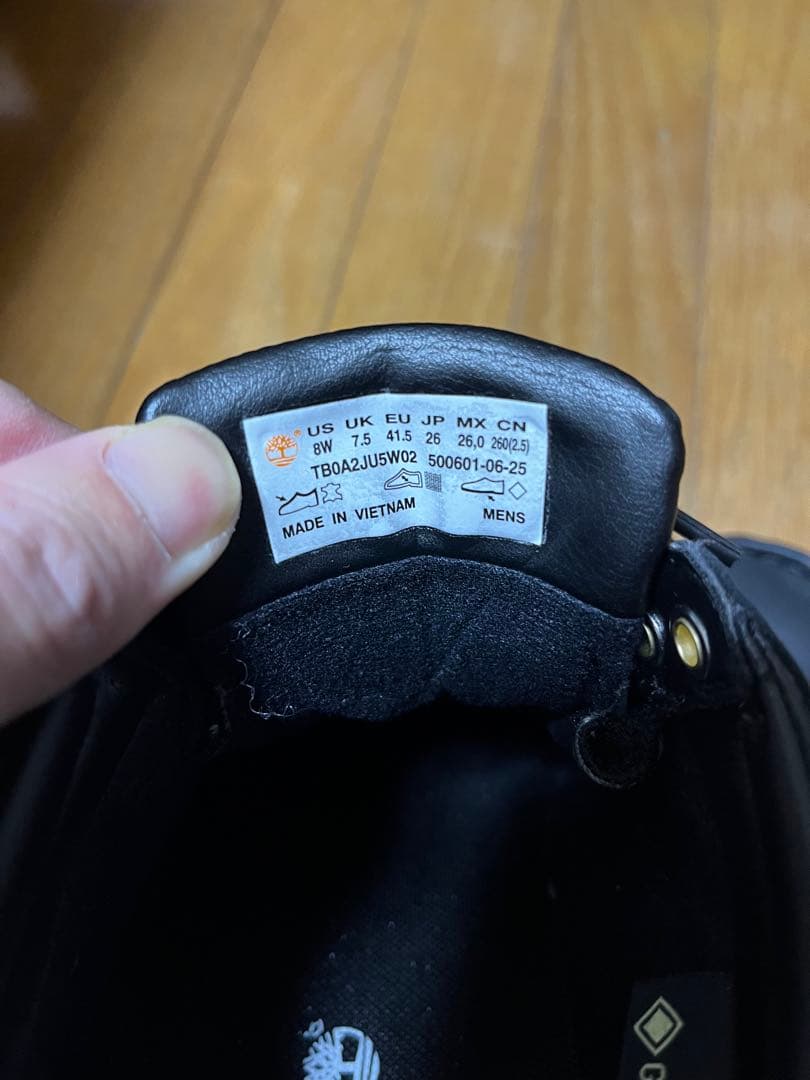 US UK EU JP MX CN
8W 7.5 41.5 26 26,0 260(2.5)
TB0A2JU5W02 500601-06-25
MADE IN VIETNAM MENS
G